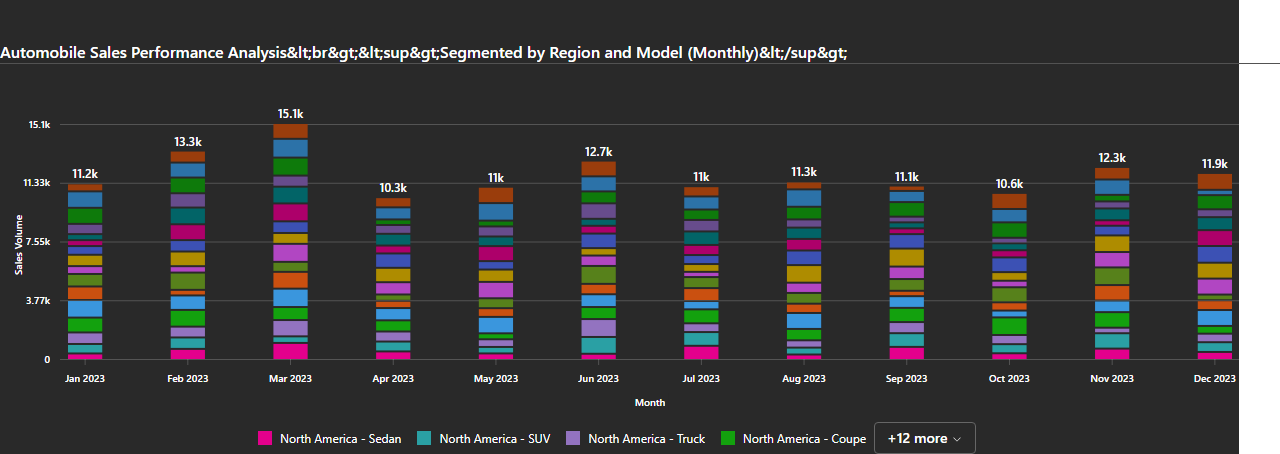 Automobile Sales Performance Analysis&lt;br&gt;&lt;sup&gt;Segmented by Region and Model (Monthly)&lt;/sup&gt;
15.1k
13.3k
12.7k
12.3k
11.9k
11.2k
11k
11k
11.3k
11.1k
10.6k
10.3k
15.1k
11.33k
7.55k
3.77k
0
Sales Volume
Jan 2023 Feb 2023 Mar 2023 Apr 2023 May 2023 Jun 2023 Jul 2023 Aug 2023 Sep 2023 Oct 2023 Nov 2023 Dec 2023
Month
North America - Sedan North America - SUV North America - Truck North America - Coupe +12 more